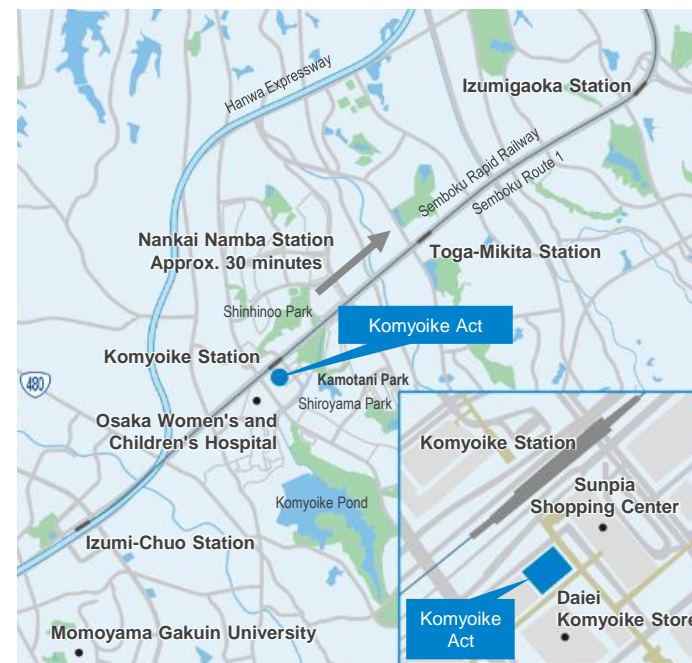 Hanwa Expressway
Izumigaoka Station
Semboku Rapid Railway
Semboku Route 1
Nankai Namba Station
Approx. 30 minutes
Toga-Mikita Station
Shinhinoo Park
Komyoike Act
Komyoike Station
480
Kamotani Park
Shiroyama Park
Osaka Women's and
Children's Hospital
Komyoike Pond
Izumi-Chuo Station
Momoyama Gakuin University
Komyoike Station
Sunpia
Shopping Center
Komyoike
Act
Daiei
Komyoike Store